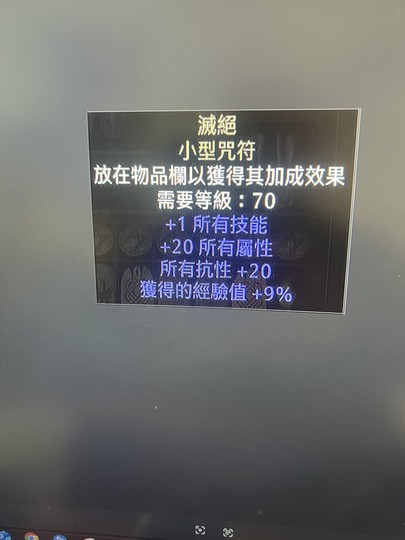 滅絕
小型咒符
放在物品欄以獲得其加成效果
需要等級：70
+1 所有技能
+20 所有屬性
所有抗性 +20
獲得的經驗值 +9%